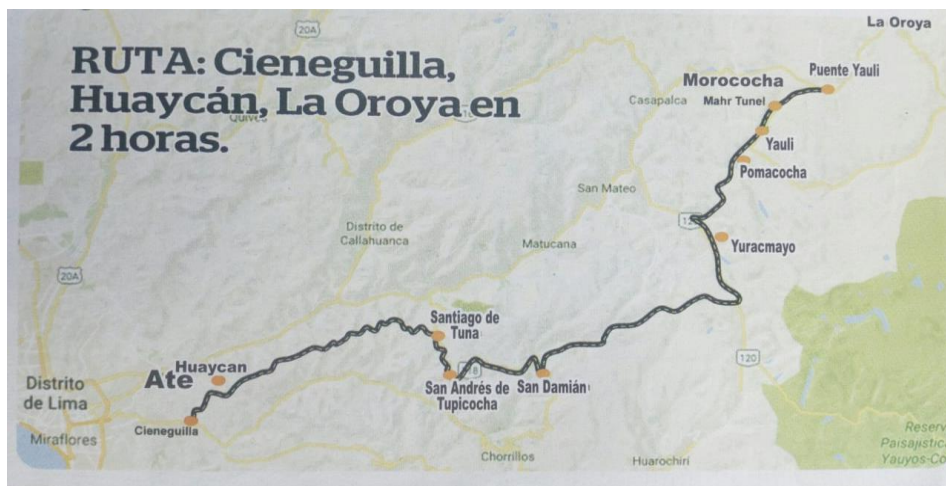 RUTA: Cieneguilla,
Huaycán, La Oroya en
2 horas.
20A
La Oroya
Puente Yauli
Morococha
Mahr Tunel
Casapalca
Yauli
Pomacocha
San Mateo
Distrito de
Callahuanca
Matucana
Yuracmayo
20A
Santiago de
Tuna
Huaycan
Ate
120
San Andrés de
Tupicocha
San Damián
Distrito
de Lima
Cieneguilla
Miraflores
Chorrillos
Huarochiri
Reserv
Paisajística
Yauyos-Co